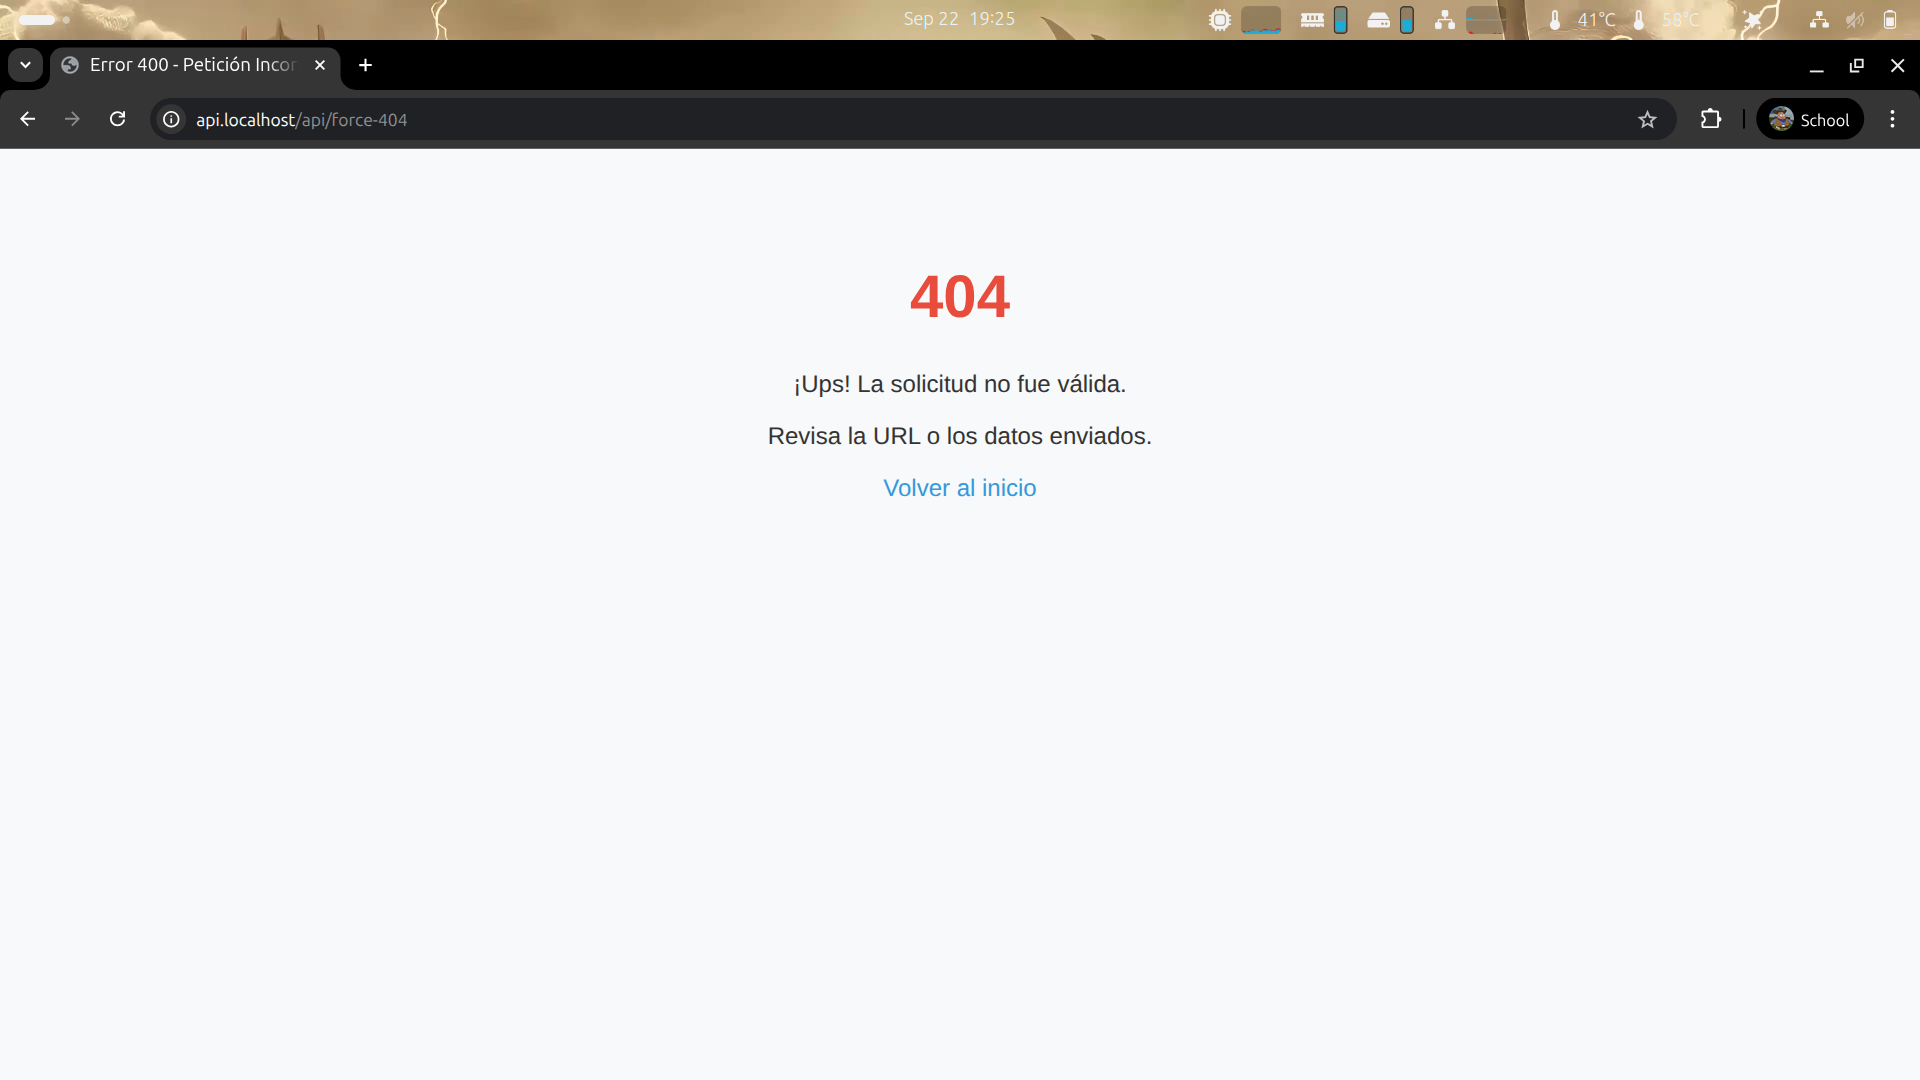 Sep 22 19:25
41°C
58°C
Error 400 - Petición Incor
api.localhost/api/force-404
School
404
¡Ups! La solicitud no fue válida.
Revisa la URL o los datos enviados.
Volver al inicio